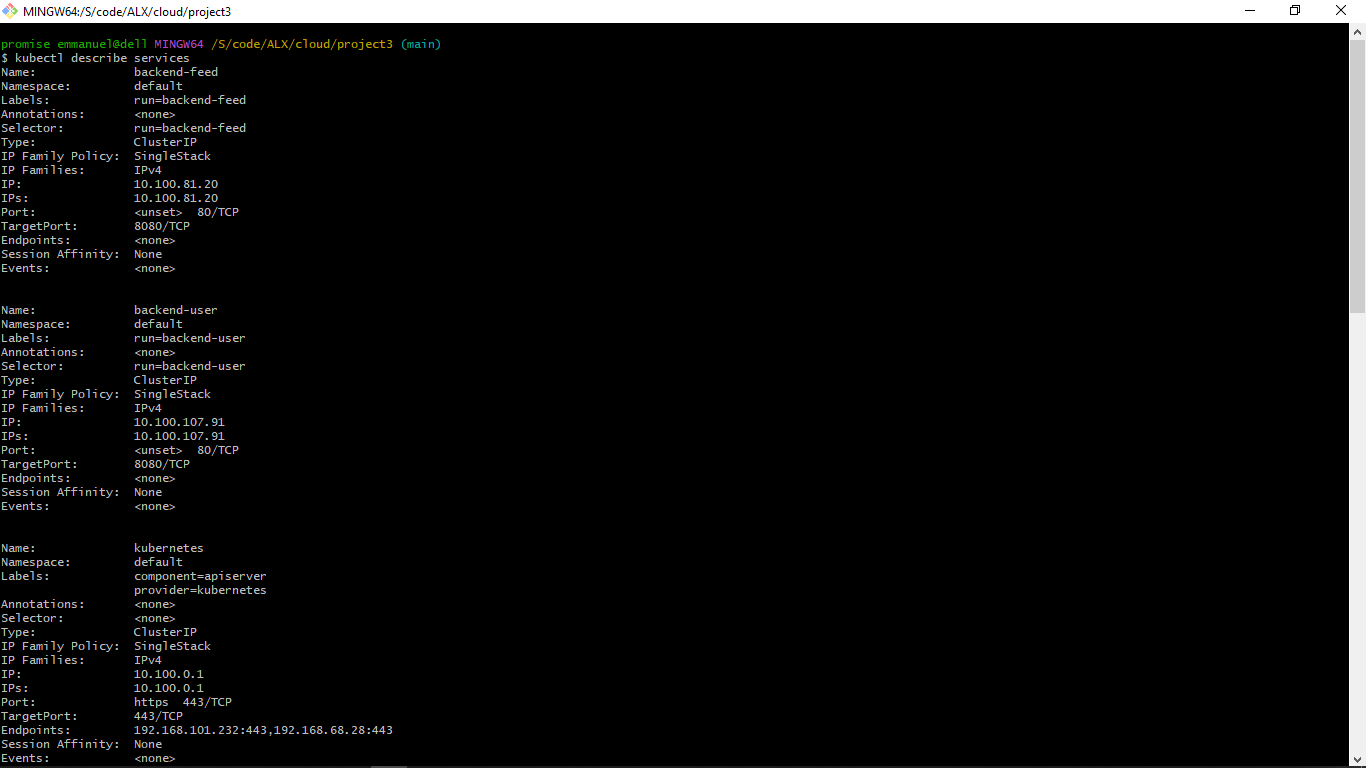 MINGW64:/S/code/ALX/cloud/project3
promise emmanuel@dell MINGW64 /S/code/ALX/cloud/project3 (main)
$ kubectl describe services
Name:              backend-feed
Namespace:         default
Labels:            run=backend-feed
Annotations:       <none>
Selector:          run=backend-feed
Type:              ClusterIP
IP Family Policy:  SingleStack
IP Families:       IPv4
IP:                10.100.81.20
IPs:               10.100.81.20
Port:              <unset>  80/TCP
TargetPort:        8080/TCP
Endpoints:         <none>
Session Affinity:  None
Events:            <none>
Name:              backend-user
Namespace:         default
Labels:            run=backend-user
Annotations:       <none>
Selector:          run=backend-user
Type:              ClusterIP
IP Family Policy:  SingleStack
IP Families:       IPv4
IP:                10.100.107.91
IPs:               10.100.107.91
Port:              <unset>  80/TCP
TargetPort:        8080/TCP
Endpoints:         <none>
Session Affinity:  None
Events:            <none>
Name:              kubernetes
Namespace:         default
Labels:            component=apiserver
                   provider=kubernetes
Annotations:       <none>
Selector:          <none>
Type:              ClusterIP
IP Family Policy:  SingleStack
IP Families:       IPv4
IP:                10.100.0.1
IPs:               10.100.0.1
Port:              https  443/TCP
TargetPort:        443/TCP
Endpoints:         192.168.101.232:443,192.168.68.28:443
Session Affinity:  None
Events:            <none>